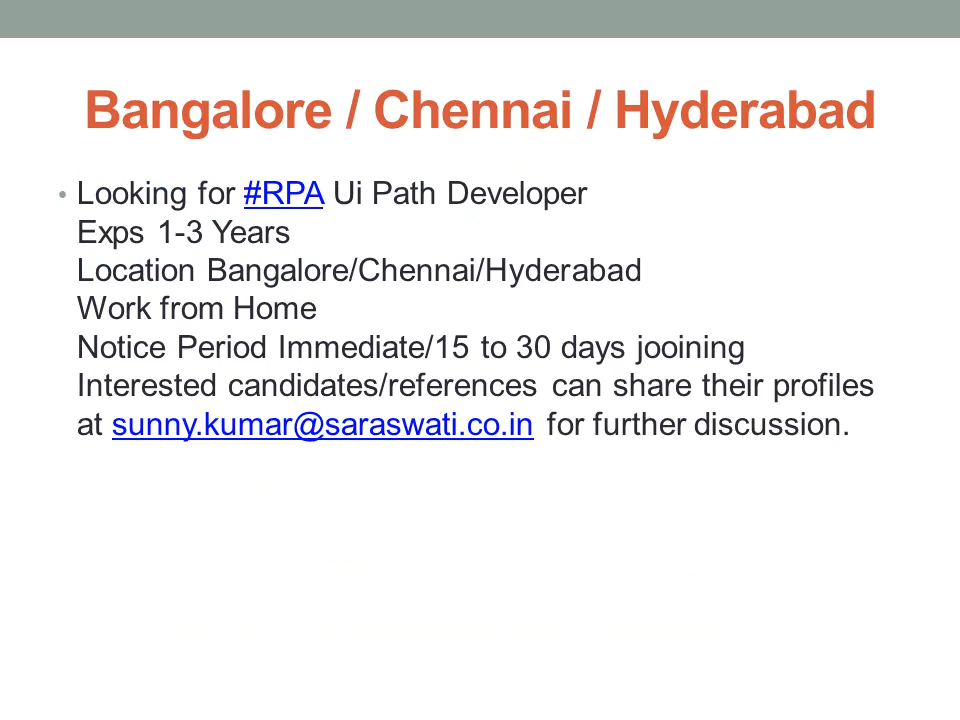 Bangalore / Chennai / Hyderabad
• Looking for #RPA Ui Path Developer
Exps 1-3 Years
Location Bangalore/Chennai/Hyderabad
Work from Home
Notice Period Immediate/15 to 30 days jooining
Interested candidates/references can share their profiles
at sunny.kumar@saraswati.co.in for further discussion.